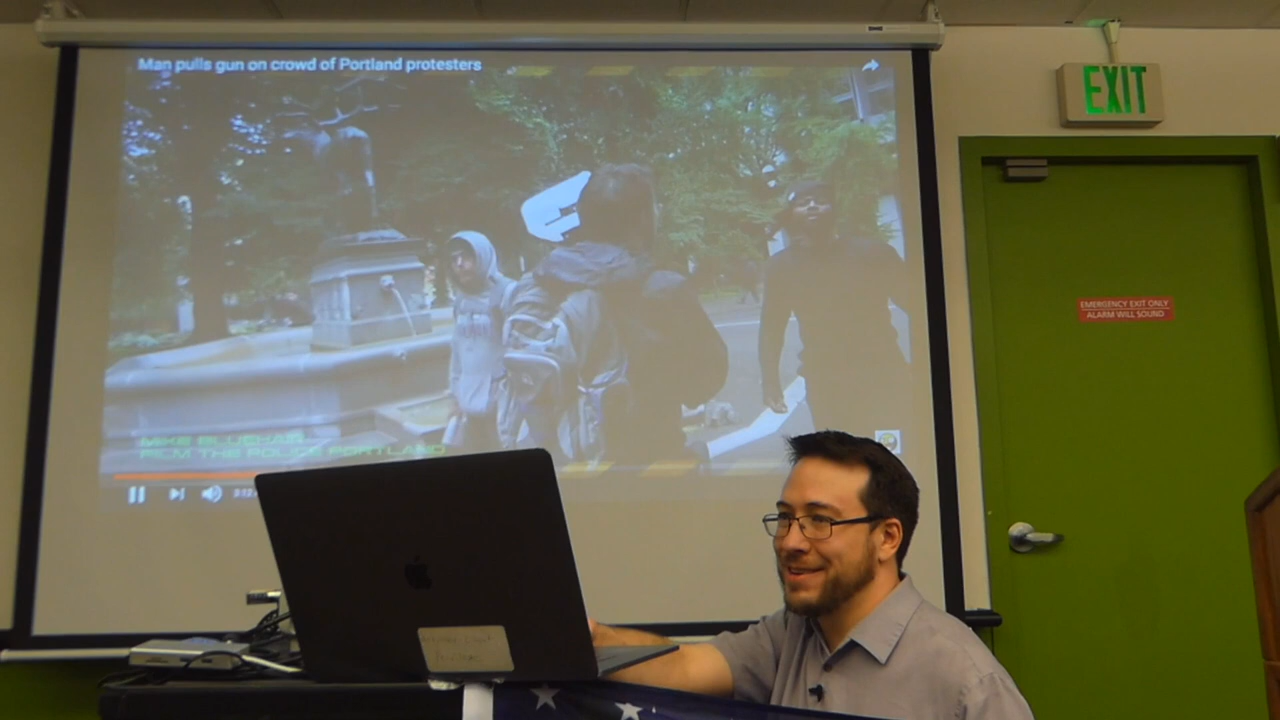 Man pulls gun on crowd of Portland protesters
EXIT
EMERGENCY EXIT ONLY
ALARM WILL SOUND
MIKE BLUEHAIR
FILM THE POLICE PORTLAND